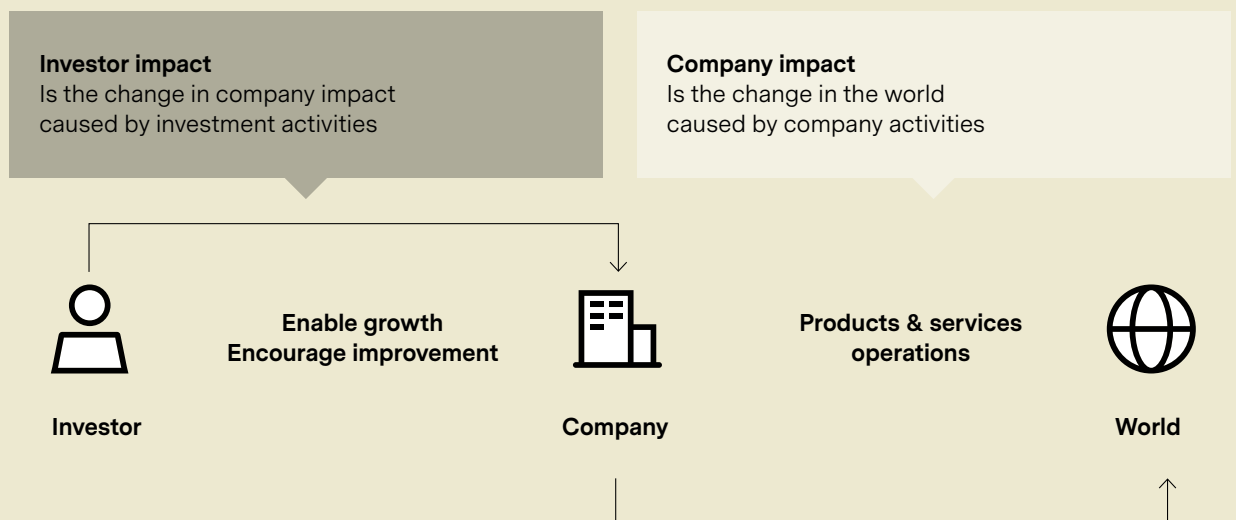 Investor impact
Is the change in company impact
caused by investment activities
Company impact
Is the change in the world
caused by company activities
Enable growth
Encourage improvement
Products & services
operations
Investor
Company
World